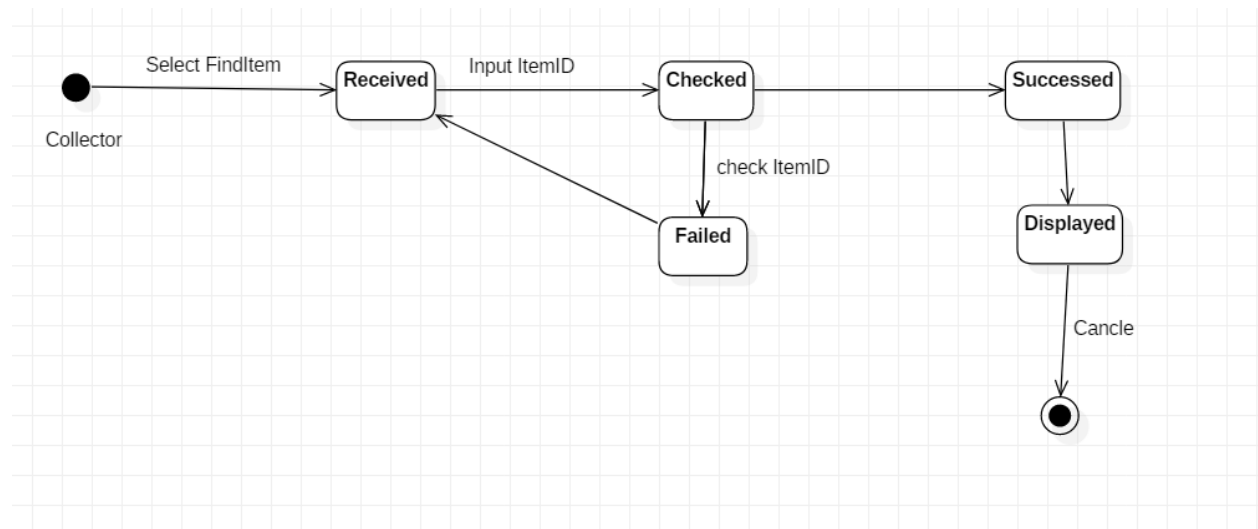 Select FindItem
Received
Input ItemID
Checked
Successed
Collector
check ItemID
Failed
Displayed
Cancle